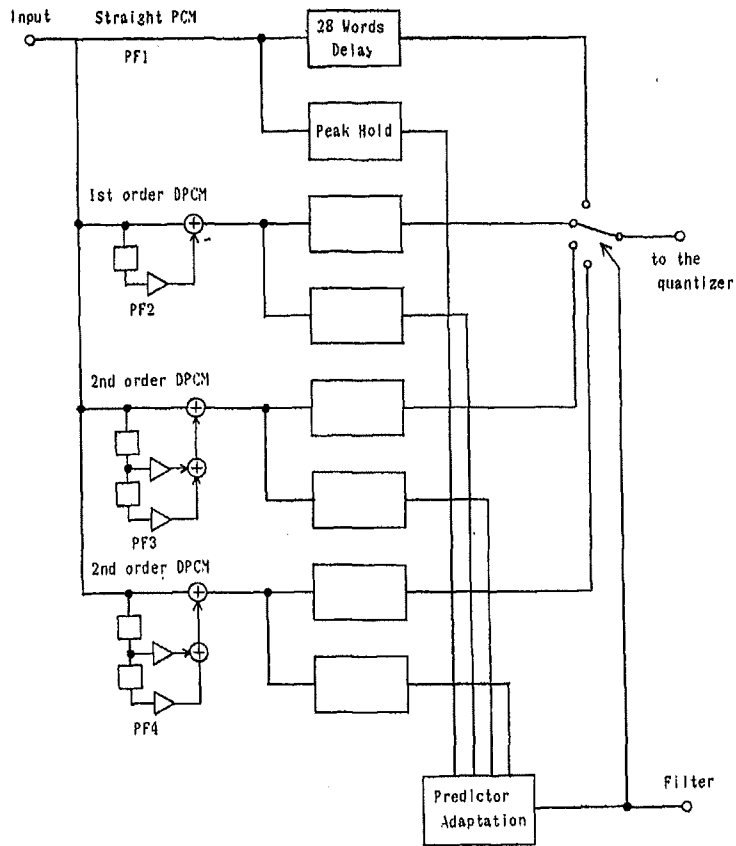 Input
Straight PCM
PF1
28 Words
Delay
Peak Hold
1st order DPCM
PF2
to the
quantizer
2nd order DPCM
PF3
2nd order DPCM
PF4
Predictor
Adaptation
Filter